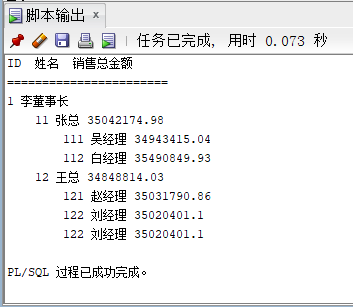 脚本输出 ×
任务已完成, 用时 0.073 秒
ID 姓名 销售总金额
=======================
1 李董事长
11 张总 35042174.98
111 吴经理 34943415.04
112 白经理 35490849.93
12 王总 34848814.03
121 赵经理 35031790.86
122 刘经理 35020401.1
122 刘经理 35020401.1
PL/SQL 过程已成功完成。